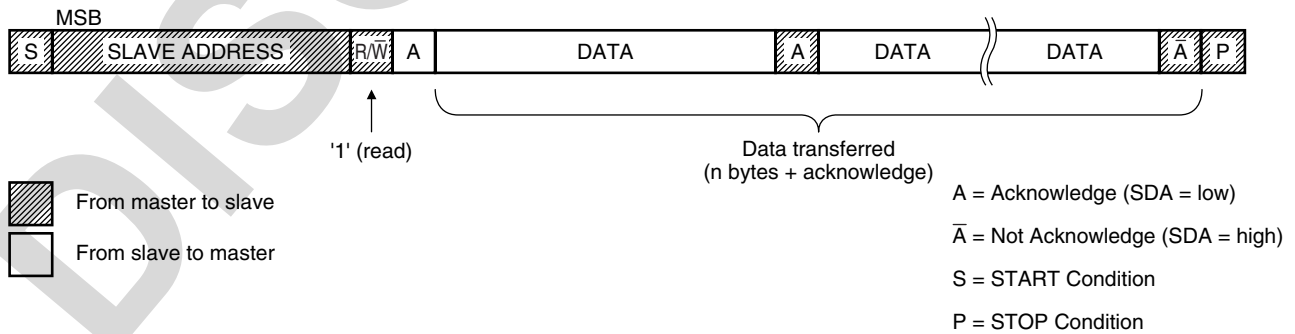 MSB
S SLAVE ADDRESS R/W̅ A DATA A DATA DATA A̅ P
'1' (read)
Data transferred
(n bytes + acknowledge)
From master to slave
From slave to master
A = Acknowledge (SDA = low)
A̅ = Not Acknowledge (SDA = high)
S = START Condition
P = STOP Condition